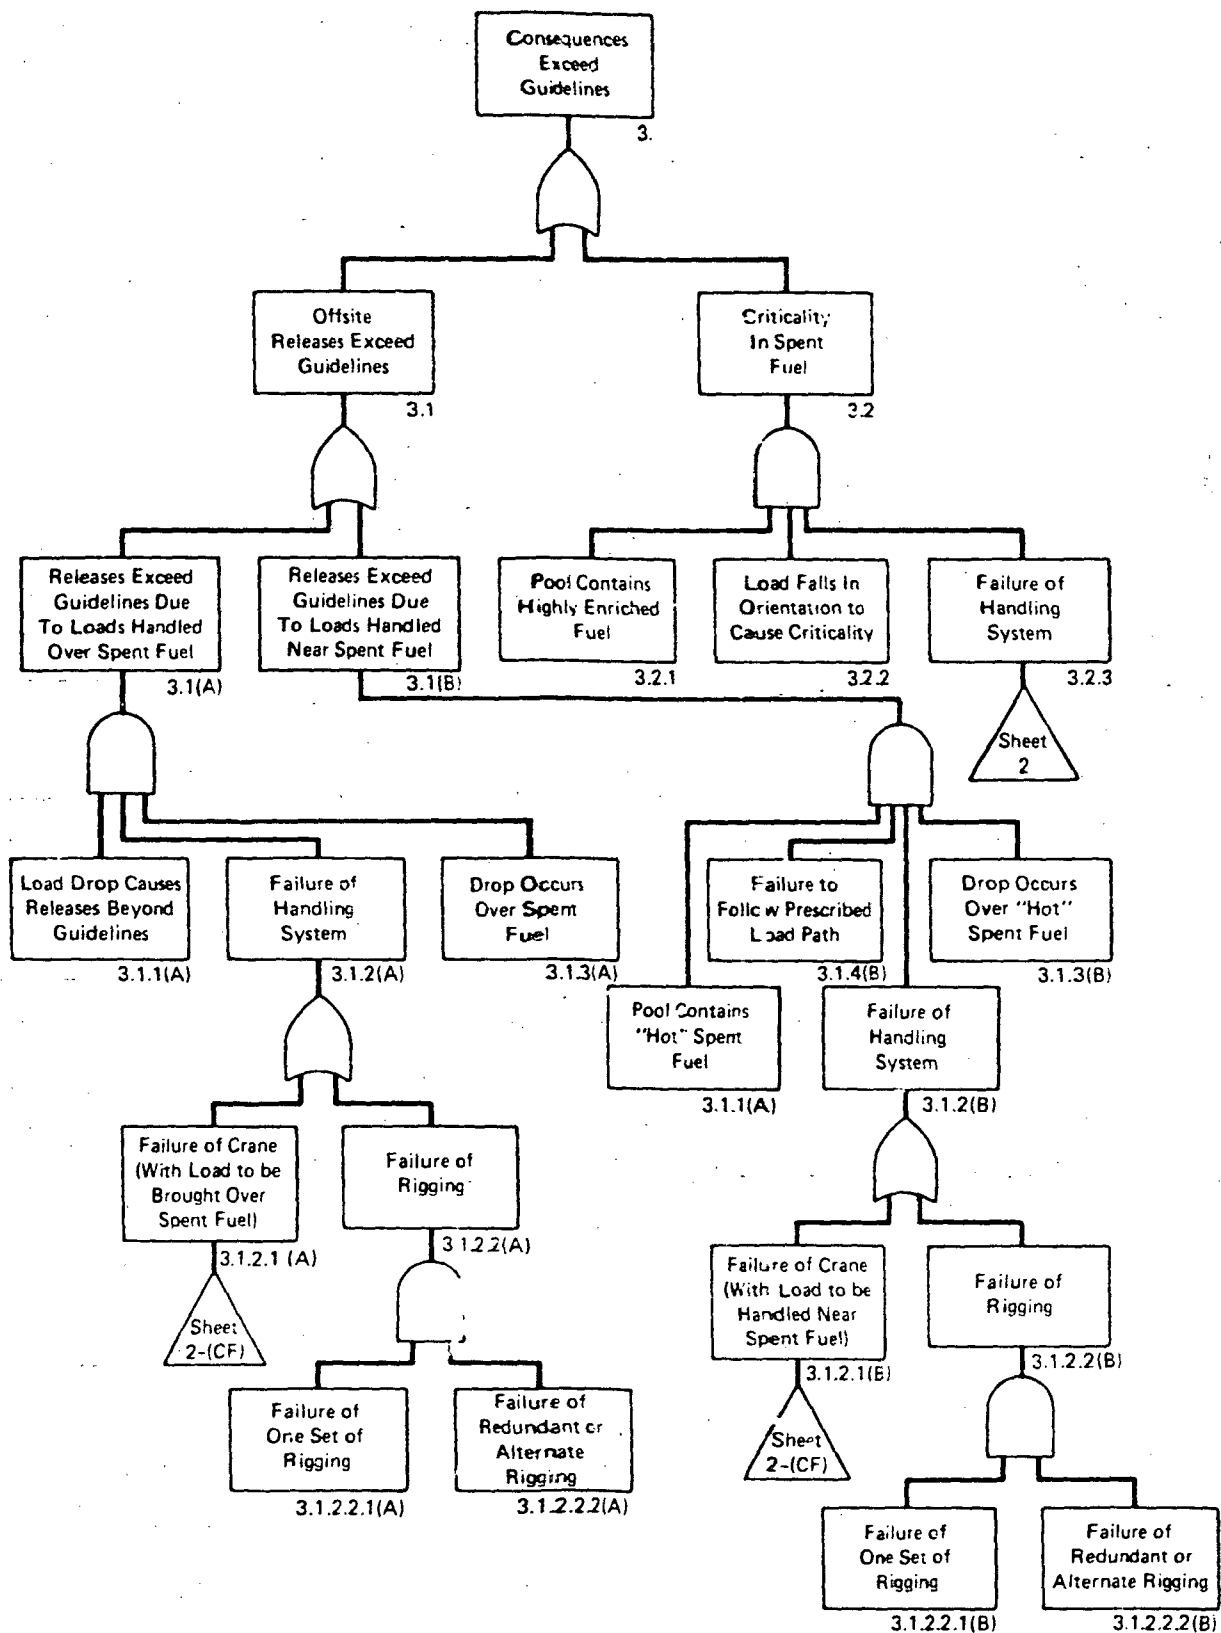 Consequences
Exceed
Guidelines
3.
Offsite
Releases Exceed
Guidelines
3.1
Criticality
In Spent
Fuel
3.2
Releases Exceed
Guidelines Due
To Loads Handled
Over Spent Fuel
3.1(A)
Releases Exceed
Guidelines Due
To Loads Handled
Near Spent Fuel
3.1(B)
Pool Contains
Highly Enriched
Fuel
3.2.1
Load Falls In
Orientation to
Cause Criticality
3.2.2
Failure of
Handling
System
3.2.3
Sheet
2
Load Drop Causes
Releases Beyond
Guidelines
3.1.1(A)
Failure of
Handling
System
3.1.2(A)
Drop Occurs
Over Spent
Fuel
3.1.3(A)
Failure to
Follow Prescribed
Load Path
3.1.4(B)
Drop Occurs
Over "Hot"
Spent Fuel
3.1.3(B)
Pool Contains
"Hot" Spent
Fuel
3.1.1(A)
Failure of
Handling
System
3.1.2(B)
Failure of Crane
(With Load to be
Brought Over
Spent Fuel)
3.1.2.1 (A)
Sheet
2-(CF)
Failure of
Rigging
3.1.2.2(A)
Failure of
One Set of
Rigging
3.1.2.2.1(A)
Failure of
Redundant or
Alternate
Rigging
3.1.2.2.2(A)
Failure of Crane
(With Load to be
Handled Near
Spent Fuel)
3.1.2.1(B)
Sheet
2-(CF)
Failure of
Rigging
3.1.2.2(B)
Failure of
One Set of
Rigging
3.1.2.2.1(B)
Failure of
Redundant or
Alternate Rigging
3.1.2.2.2(B)